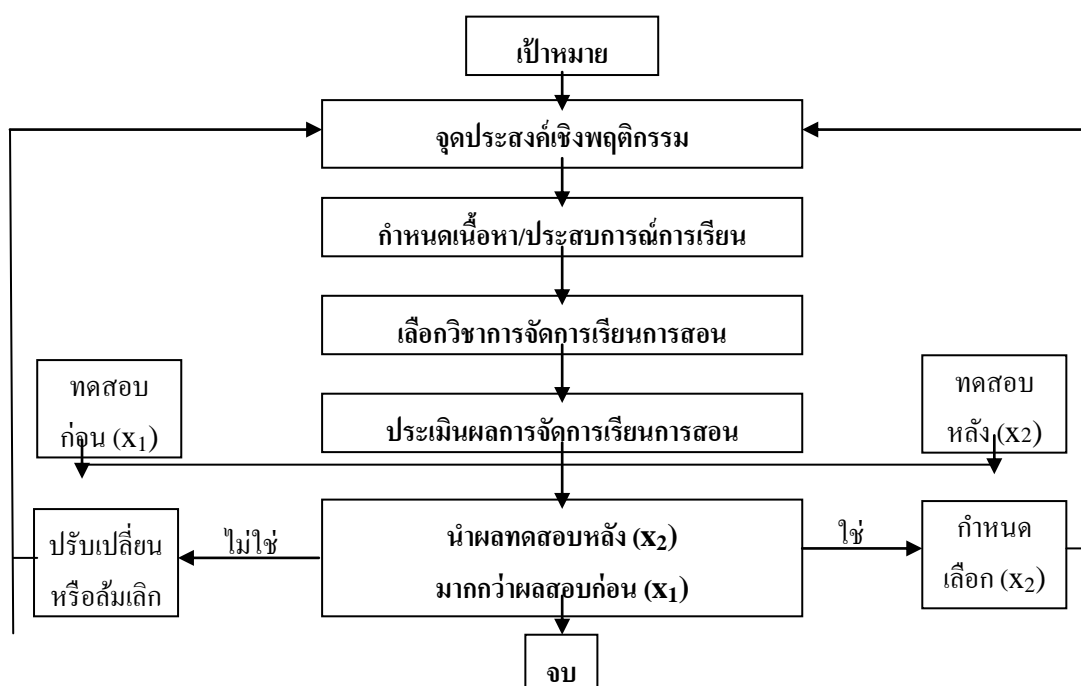 เป้าหมาย
จุดประสงค์เชิงพฤติกรรม
กำหนดเนื้อหา/ประสบการณ์การเรียน
เลือกวิชาการจัดการเรียนการสอน
ทดสอบ
ก่อน (x₁)
ประเมินผลการจัดการเรียนการสอน
ทดสอบ
หลัง (x2)
ปรับเปลี่ยน
หรือล้มเลิก
ไม่ใช่
นำผลทดสอบหลัง (x₂)
มากกว่าผลสอบก่อน (x₁)
ใช่
กำหนด
เลือก (x₂)
จบ